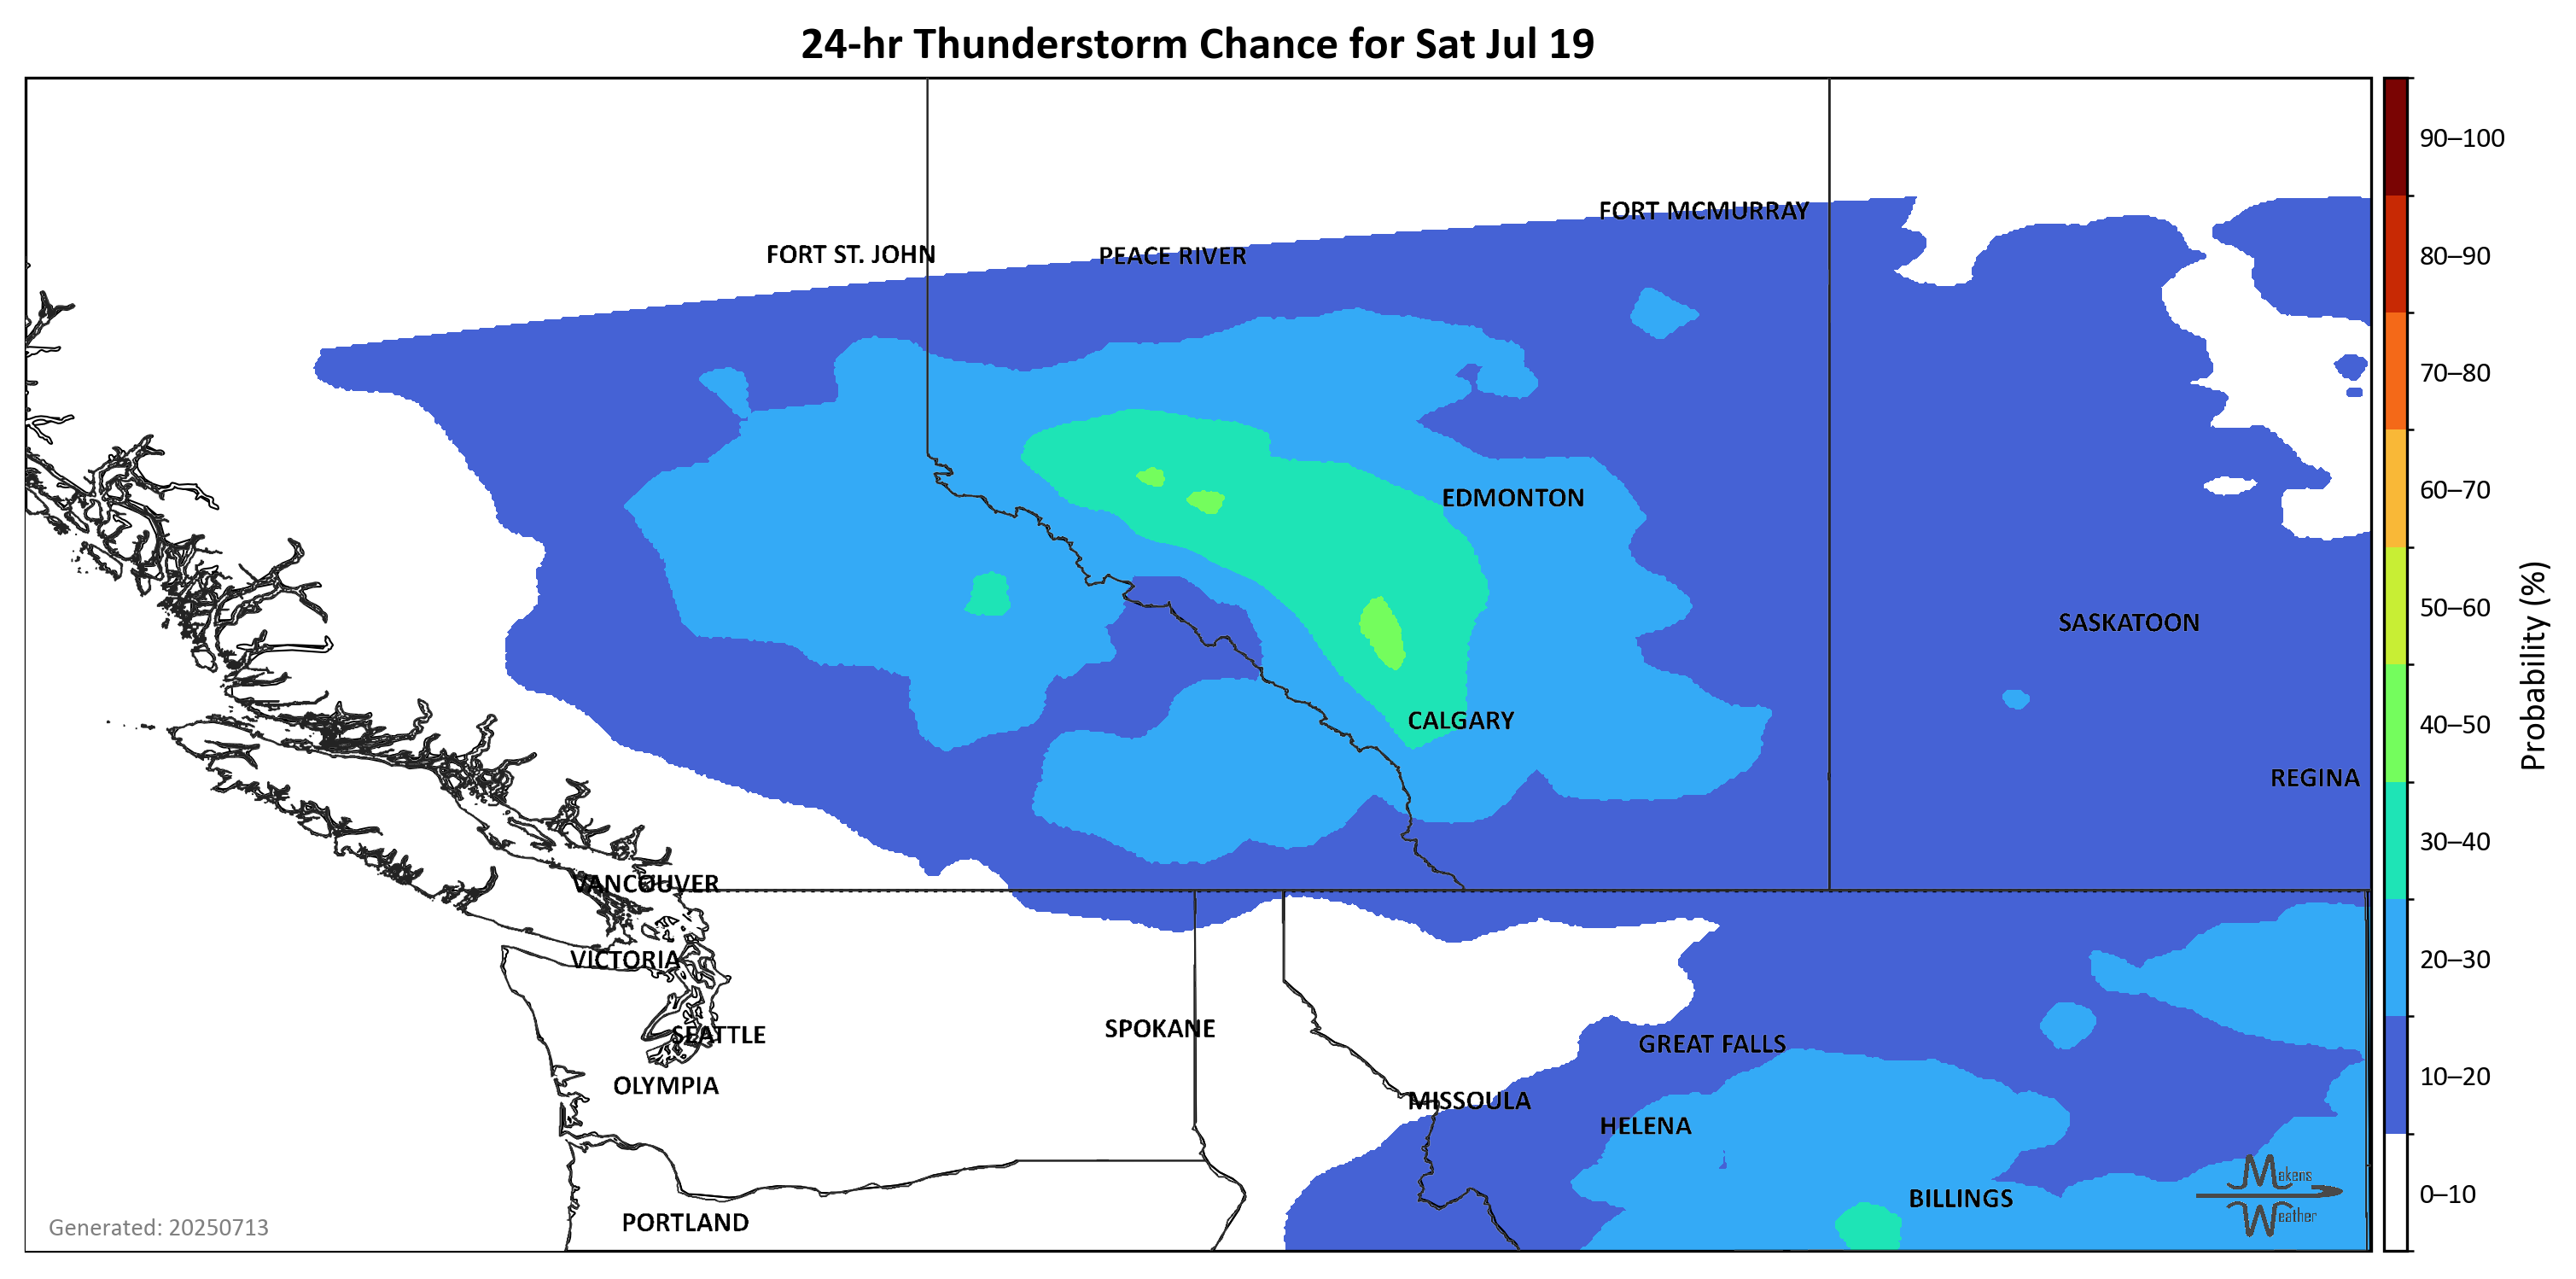 24-hr Thunderstorm Chance for Sat Jul 19
90–100
FORT MCMURRAY
FORT ST. JOHN
PEACE RIVER
80–90
70–80
EDMONTON
60–70
SASKATOON
50–60
CALGARY
40–50
REGINA
Probability (%)
30–40
VANCOUVER
VICTORIA
20–30
SPOKANE
SEATTLE
GREAT FALLS
OLYMPIA
10–20
MISSOULA
HELENA
Makens
Weather
BILLINGS
0–10
PORTLAND
Generated: 20250713